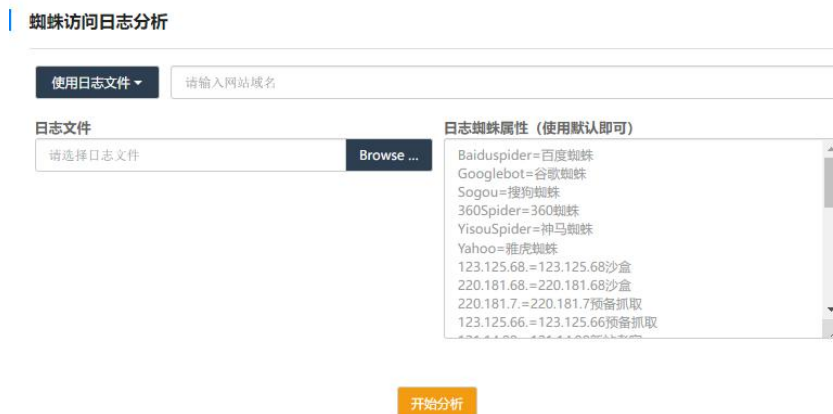 蜘蛛访问日志分析
使用日志文件
请输入网站域名
日志文件
请选择日志文件
Browse ...
日志蜘蛛属性（使用默认即可）
Baiduspider=百度蜘蛛
Googlebot=谷歌蜘蛛
Sogou=搜狗蜘蛛
360Spider=360蜘蛛
YisouSpider=神马蜘蛛
Yahoo=雅虎蜘蛛
123.125.68.=123.125.68沙盒
220.181.68.=220.181.68沙盒
220.181.7.=220.181.7预备抓取
123.125.66.=123.125.66预备抓取
开始分析